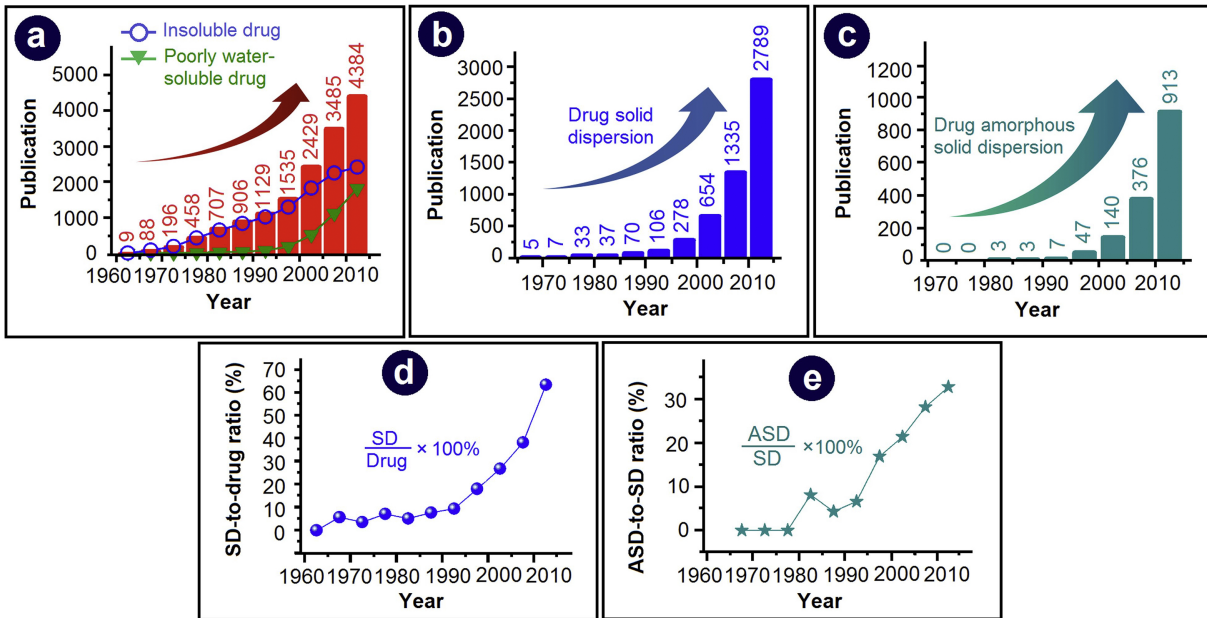 a
Insoluble drug
Poorly water-
soluble drug
Publication
5000
4000
3000
2000
1000
0
9
88
196
458
707
906
1129
1535
2429
3485
4384
1960 1970 1980 1990 2000 2010
Year
b
Drug solid
dispersion
Publication
3000
2500
2000
1500
1000
500
0
5
7
33
37
70
106
278
654
1335
2789
1970 1980 1990 2000 2010
Year
c
Drug amorphous
solid dispersion
Publication
1200
1000
800
600
400
200
0
0
0
3
3
7
47
140
376
913
1970 1980 1990 2000 2010
Year
d
SD-to-drug ratio (%)
70
60
50
40
30
20
10
0
SD
Drug
× 100%
1960 1970 1980 1990 2000 2010
Year
e
ASD-to-SD ratio (%)
30
20
10
0
ASD
SD
×100%
1960 1970 1980 1990 2000 2010
Year